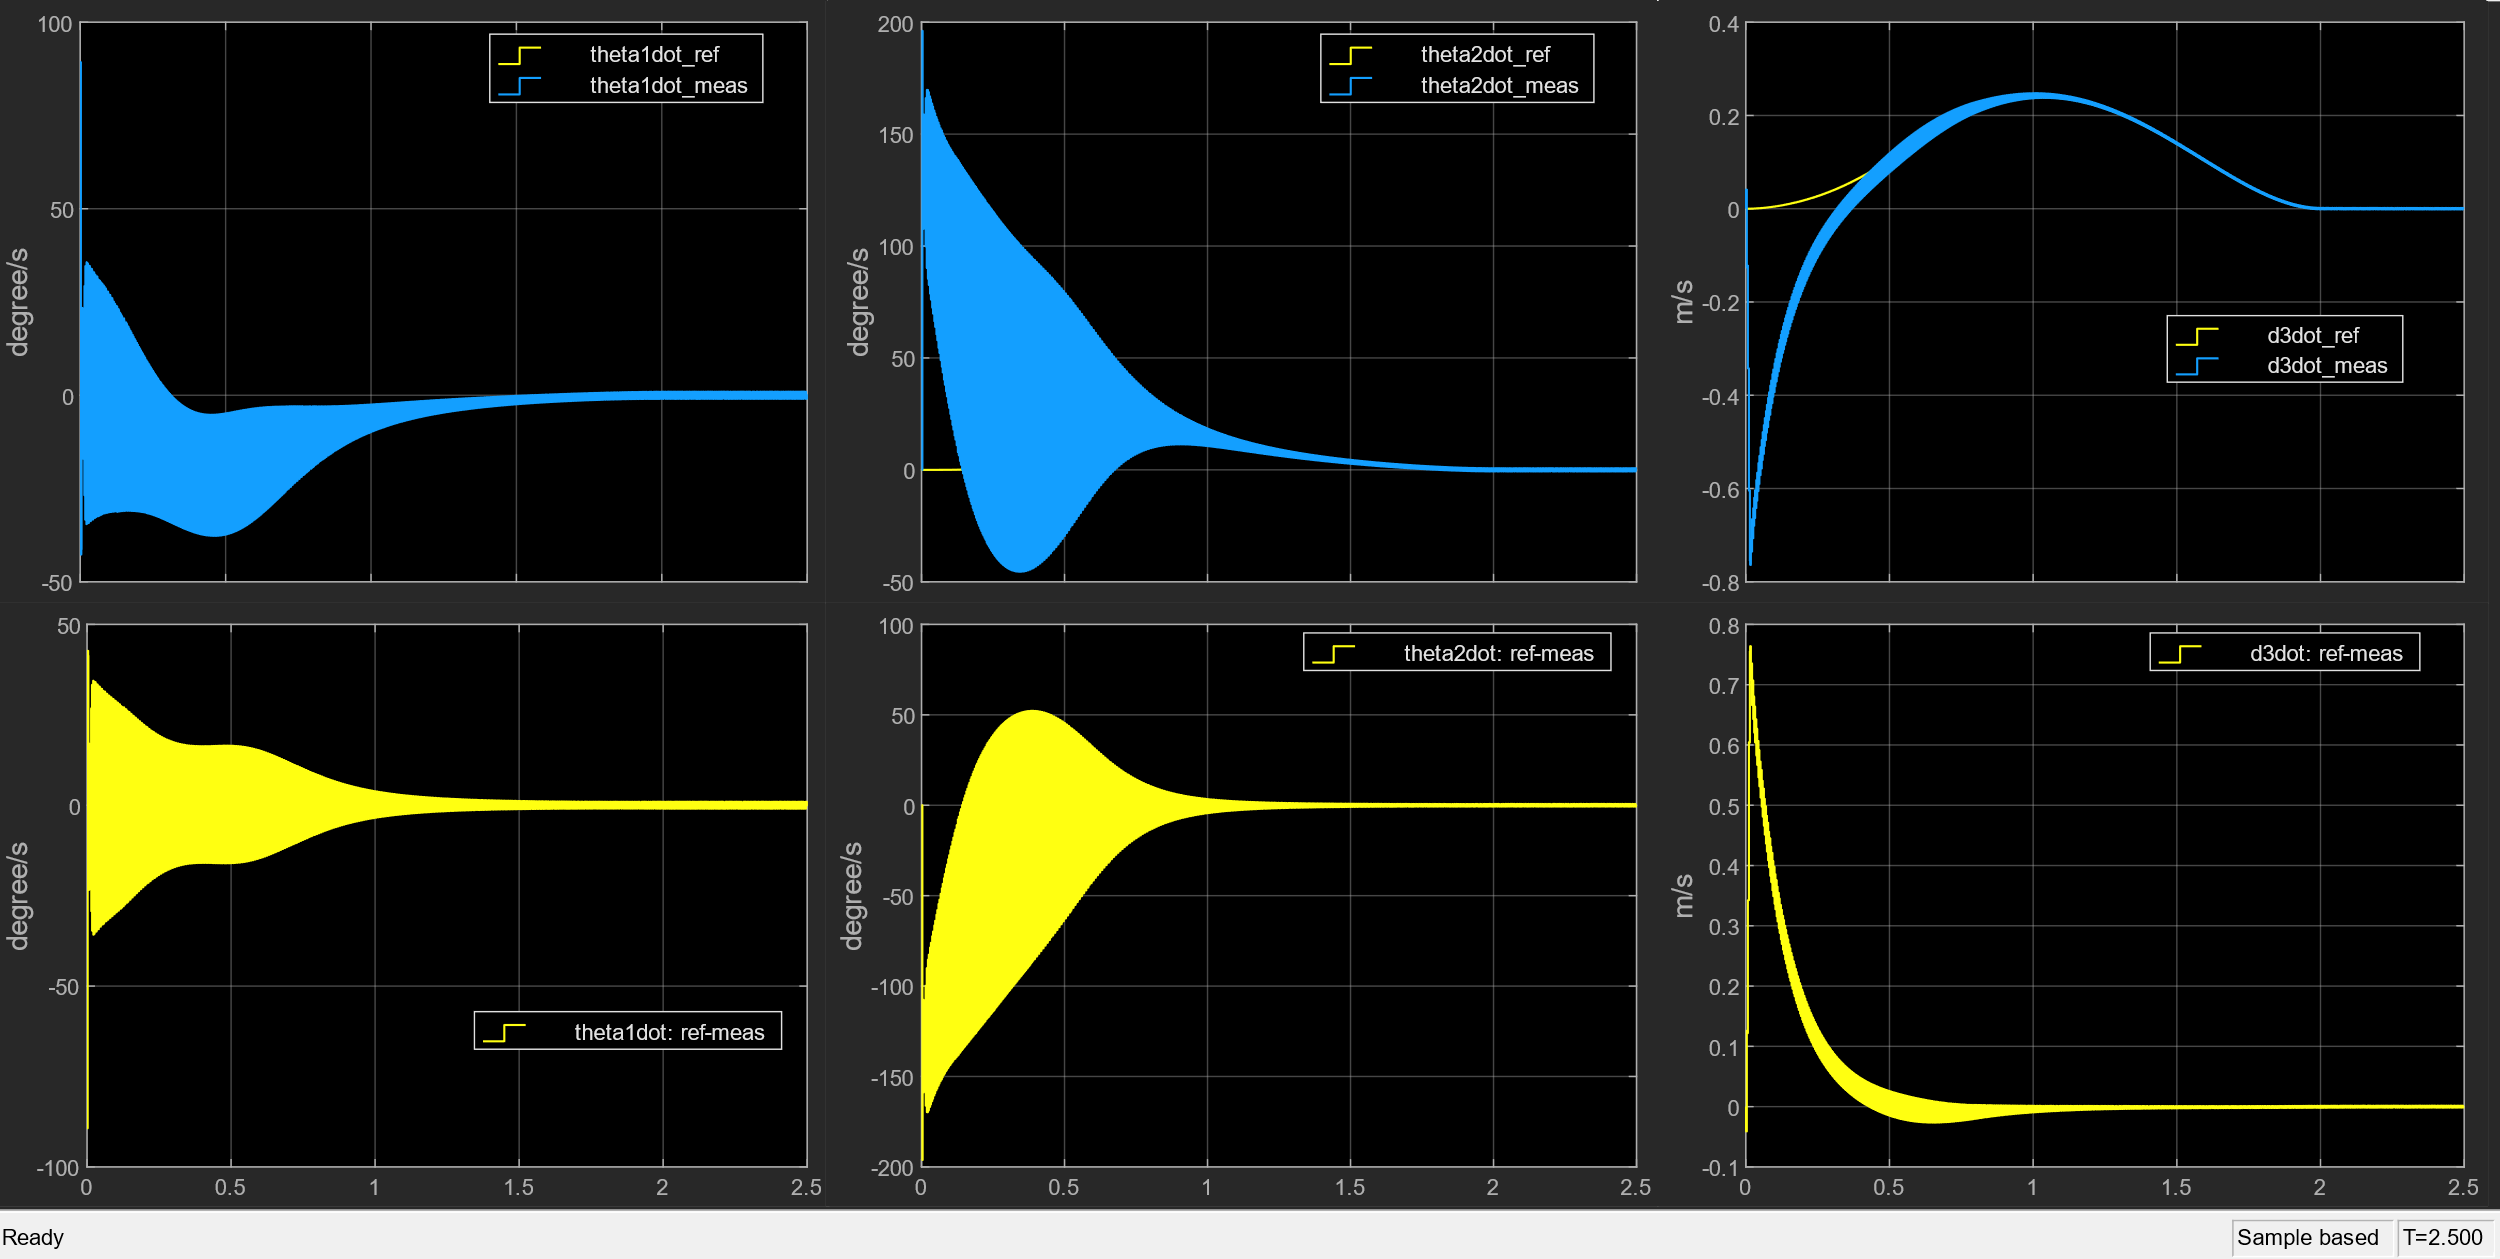 100
50
0
-50
degree/s
theta1dot_ref
theta1dot_meas
200
150
100
50
0
-50
degree/s
theta2dot_ref
theta2dot_meas
0.4
0.2
0
-0.2
-0.4
-0.6
-0.8
m/s
d3dot_ref
d3dot_meas
50
0
-50
-100
degree/s
theta1dot: ref-meas
0 0.5 1 1.5 2 2.5
100
50
0
-50
-100
-150
-200
degree/s
theta2dot: ref-meas
0 0.5 1 1.5 2 2.5
0.8
0.7
0.6
0.5
0.4
0.3
0.2
0.1
0
-0.1
m/s
d3dot: ref-meas
0 0.5 1 1.5 2 2.5
Ready
Sample based
T=2.500